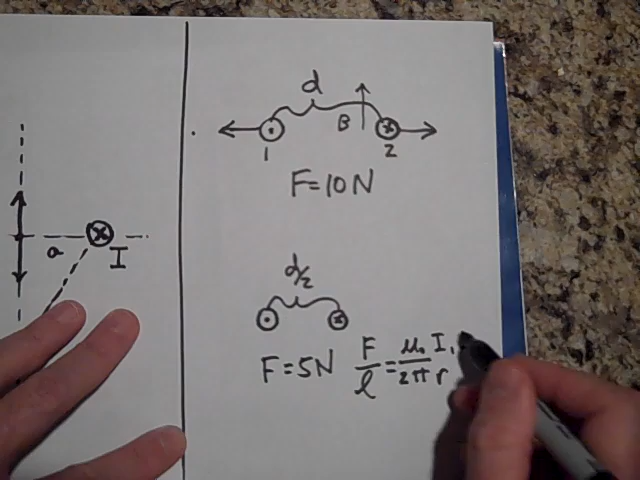 d
B
1 2
F=10N
a I
d/2
F=5N F/l = μ₀ I₁ / 2π r